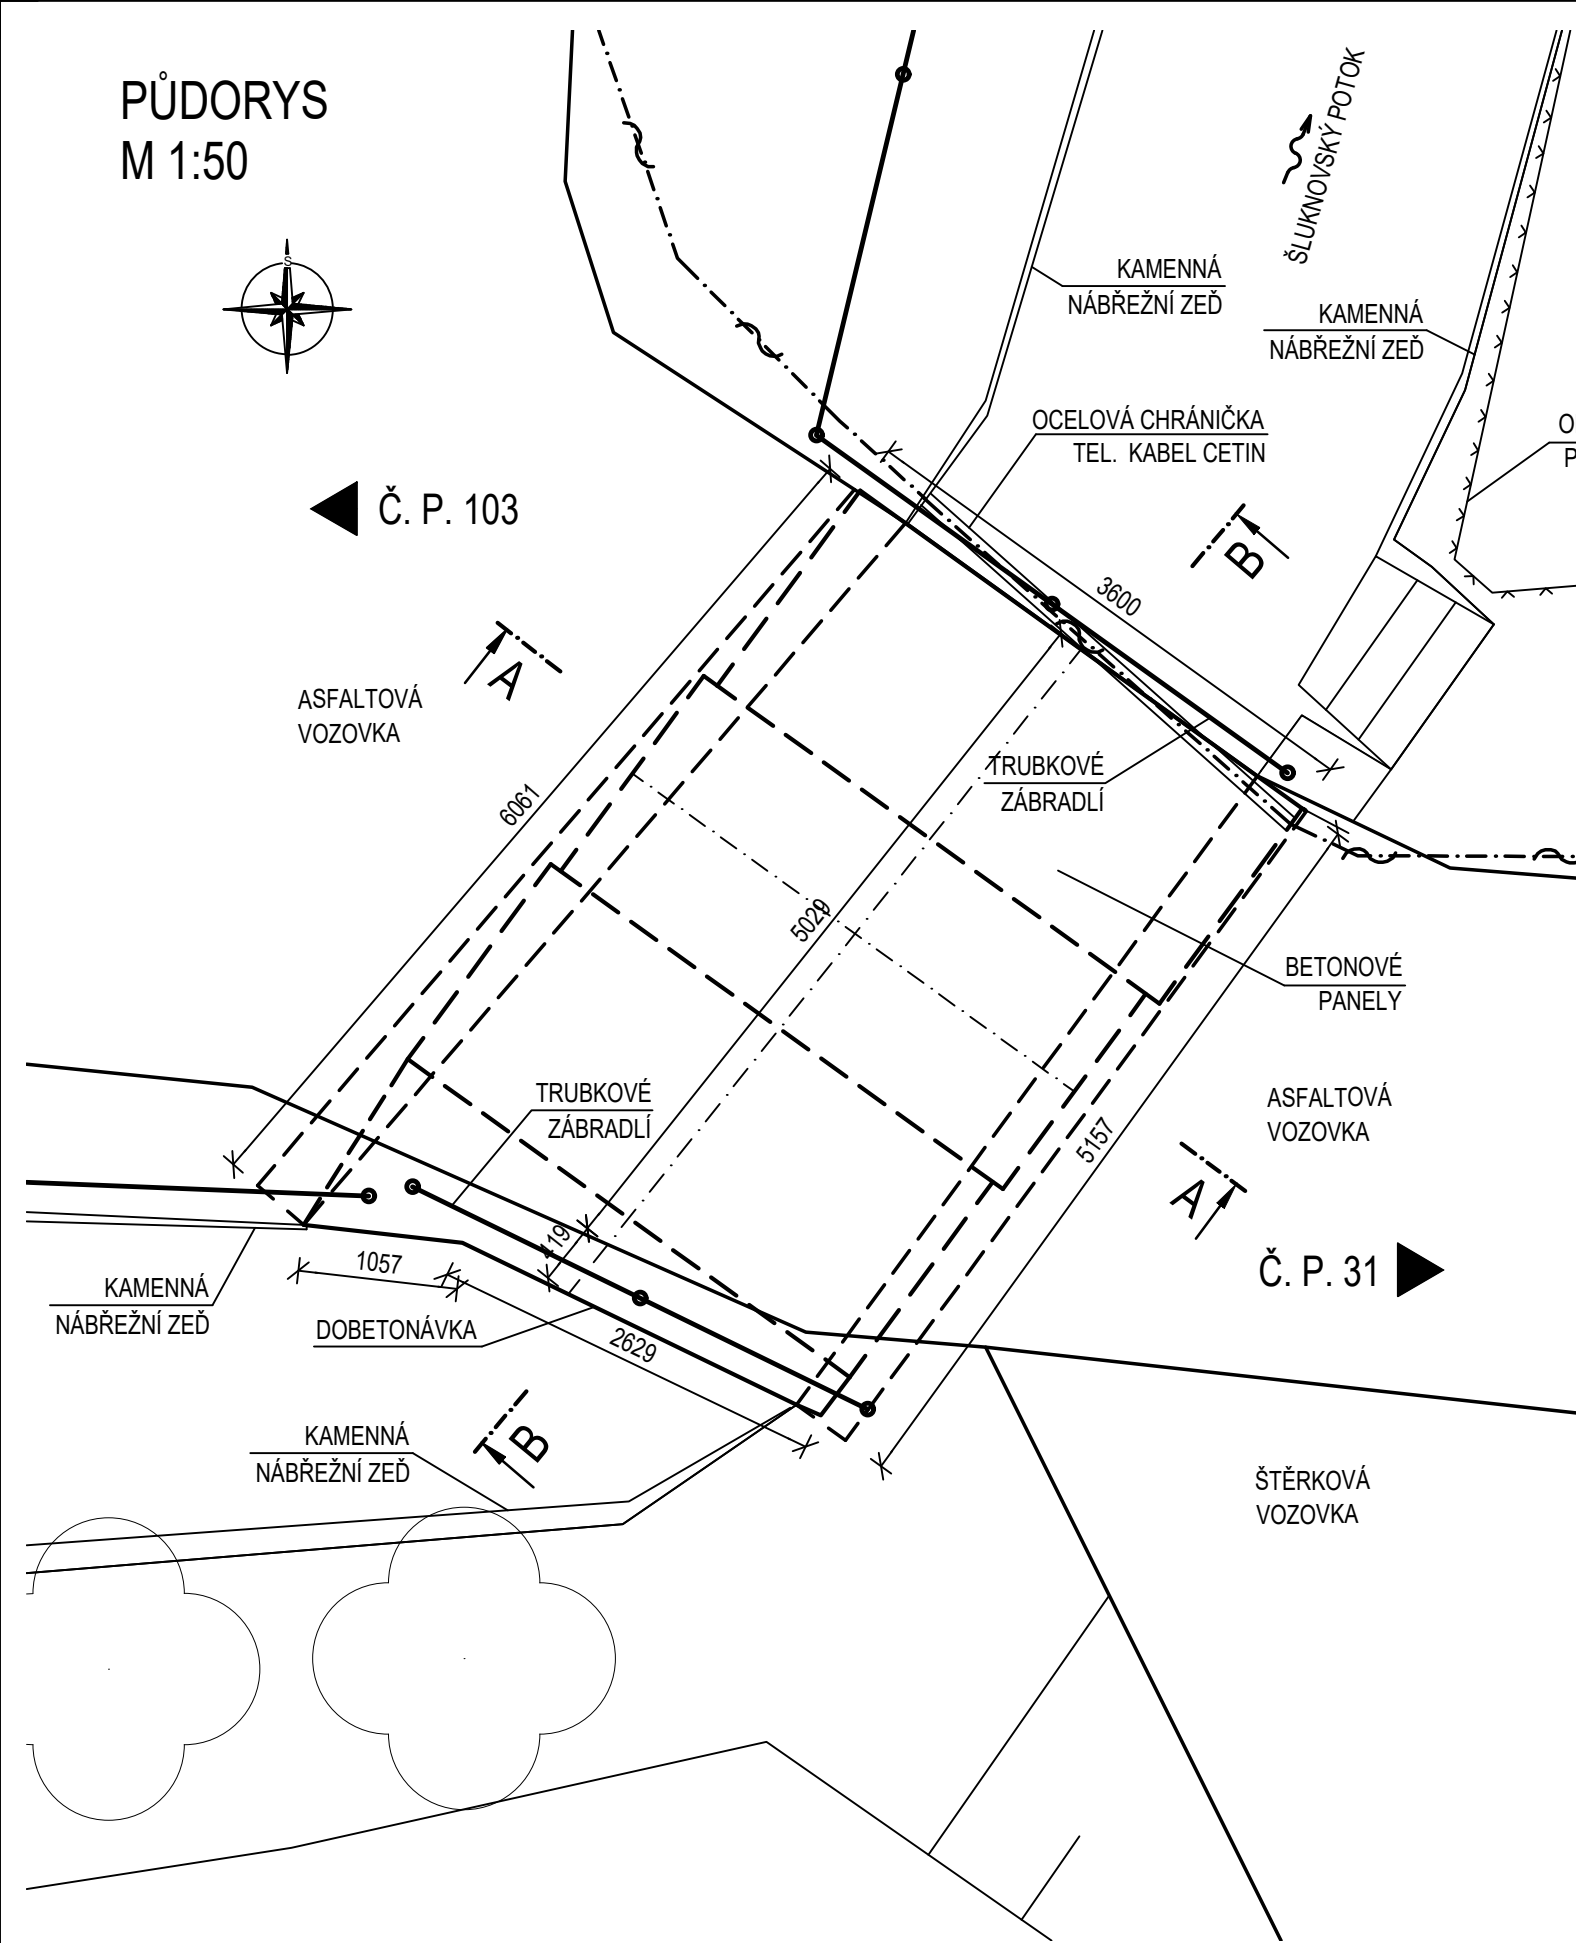 PŮDORYS
M 1:50
S
ŠLUKNOVSKÝ POTOK
KAMENNÁ
NÁBŘEŽNÍ ZEĎ
KAMENNÁ
NÁBŘEŽNÍ ZEĎ
OCELOVÁ CHRÁNIČKA
TEL. KABEL CETIN
O
P
Č. P. 103
B
3600
A
ASFALTOVÁ
VOZOVKA
TRUBKOVÉ
ZÁBRADLÍ
6061
5029
BETONOVÉ
PANELY
TRUBKOVÉ
ZÁBRADLÍ
ASFALTOVÁ
VOZOVKA
5157
A
419
Č. P. 31
1057
KAMENNÁ
NÁBŘEŽNÍ ZEĎ
DOBETONÁVKA
2629
KAMENNÁ
NÁBŘEŽNÍ ZEĎ
B
ŠTĚRKOVÁ
VOZOVKA